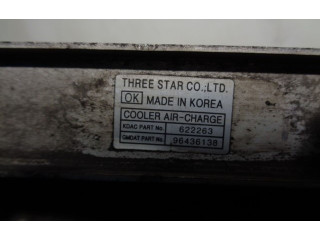 THREE STAR CO.;LTD.
OK MADE IN KOREA
COOLER AIR-CHARGE
KDAC PART No. 622263
GMDAT PART No. 96436138